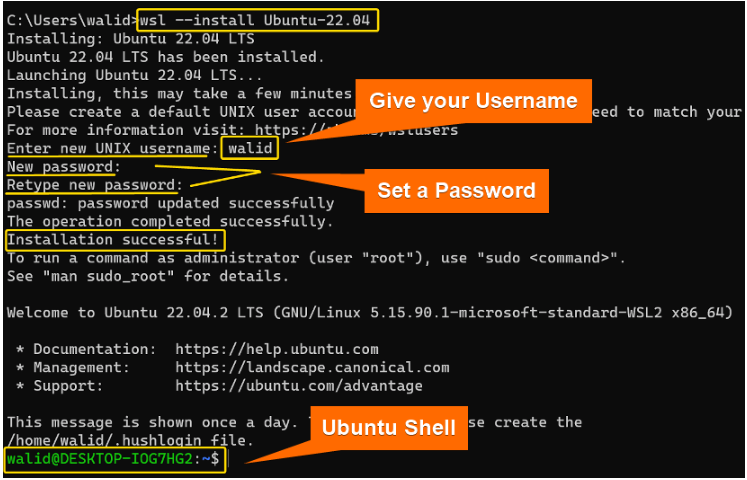 C:\Users\walid>wsl --install Ubuntu-22.04
Installing: Ubuntu 22.04 LTS
Ubuntu 22.04 LTS has been installed.
Launching Ubuntu 22.04 LTS...
Installing, this may take a few minutes
Give your Username
Please create a default UNIX user accoun eed to match your
For more information visit: https://
Enter new UNIX username: walid
New password:
Retype new password:
Set a Password
passwd: password updated successfully
The operation completed successfully.
Installation successful!
To run a command as administrator (user "root"), use "sudo <command>".
See "man sudo_root" for details.
Welcome to Ubuntu 22.04.2 LTS (GNU/Linux 5.15.90.1-microsoft-standard-WSL2 x86_64)
* Documentation: https://help.ubuntu.com
* Management: https://landscape.canonical.com
* Support: https://ubuntu.com/advantage
This message is shown once a day. se create the
Ubuntu Shell
/home/walid/.hushlogin file.
walid@DESKTOP-IOG7HG2:~$